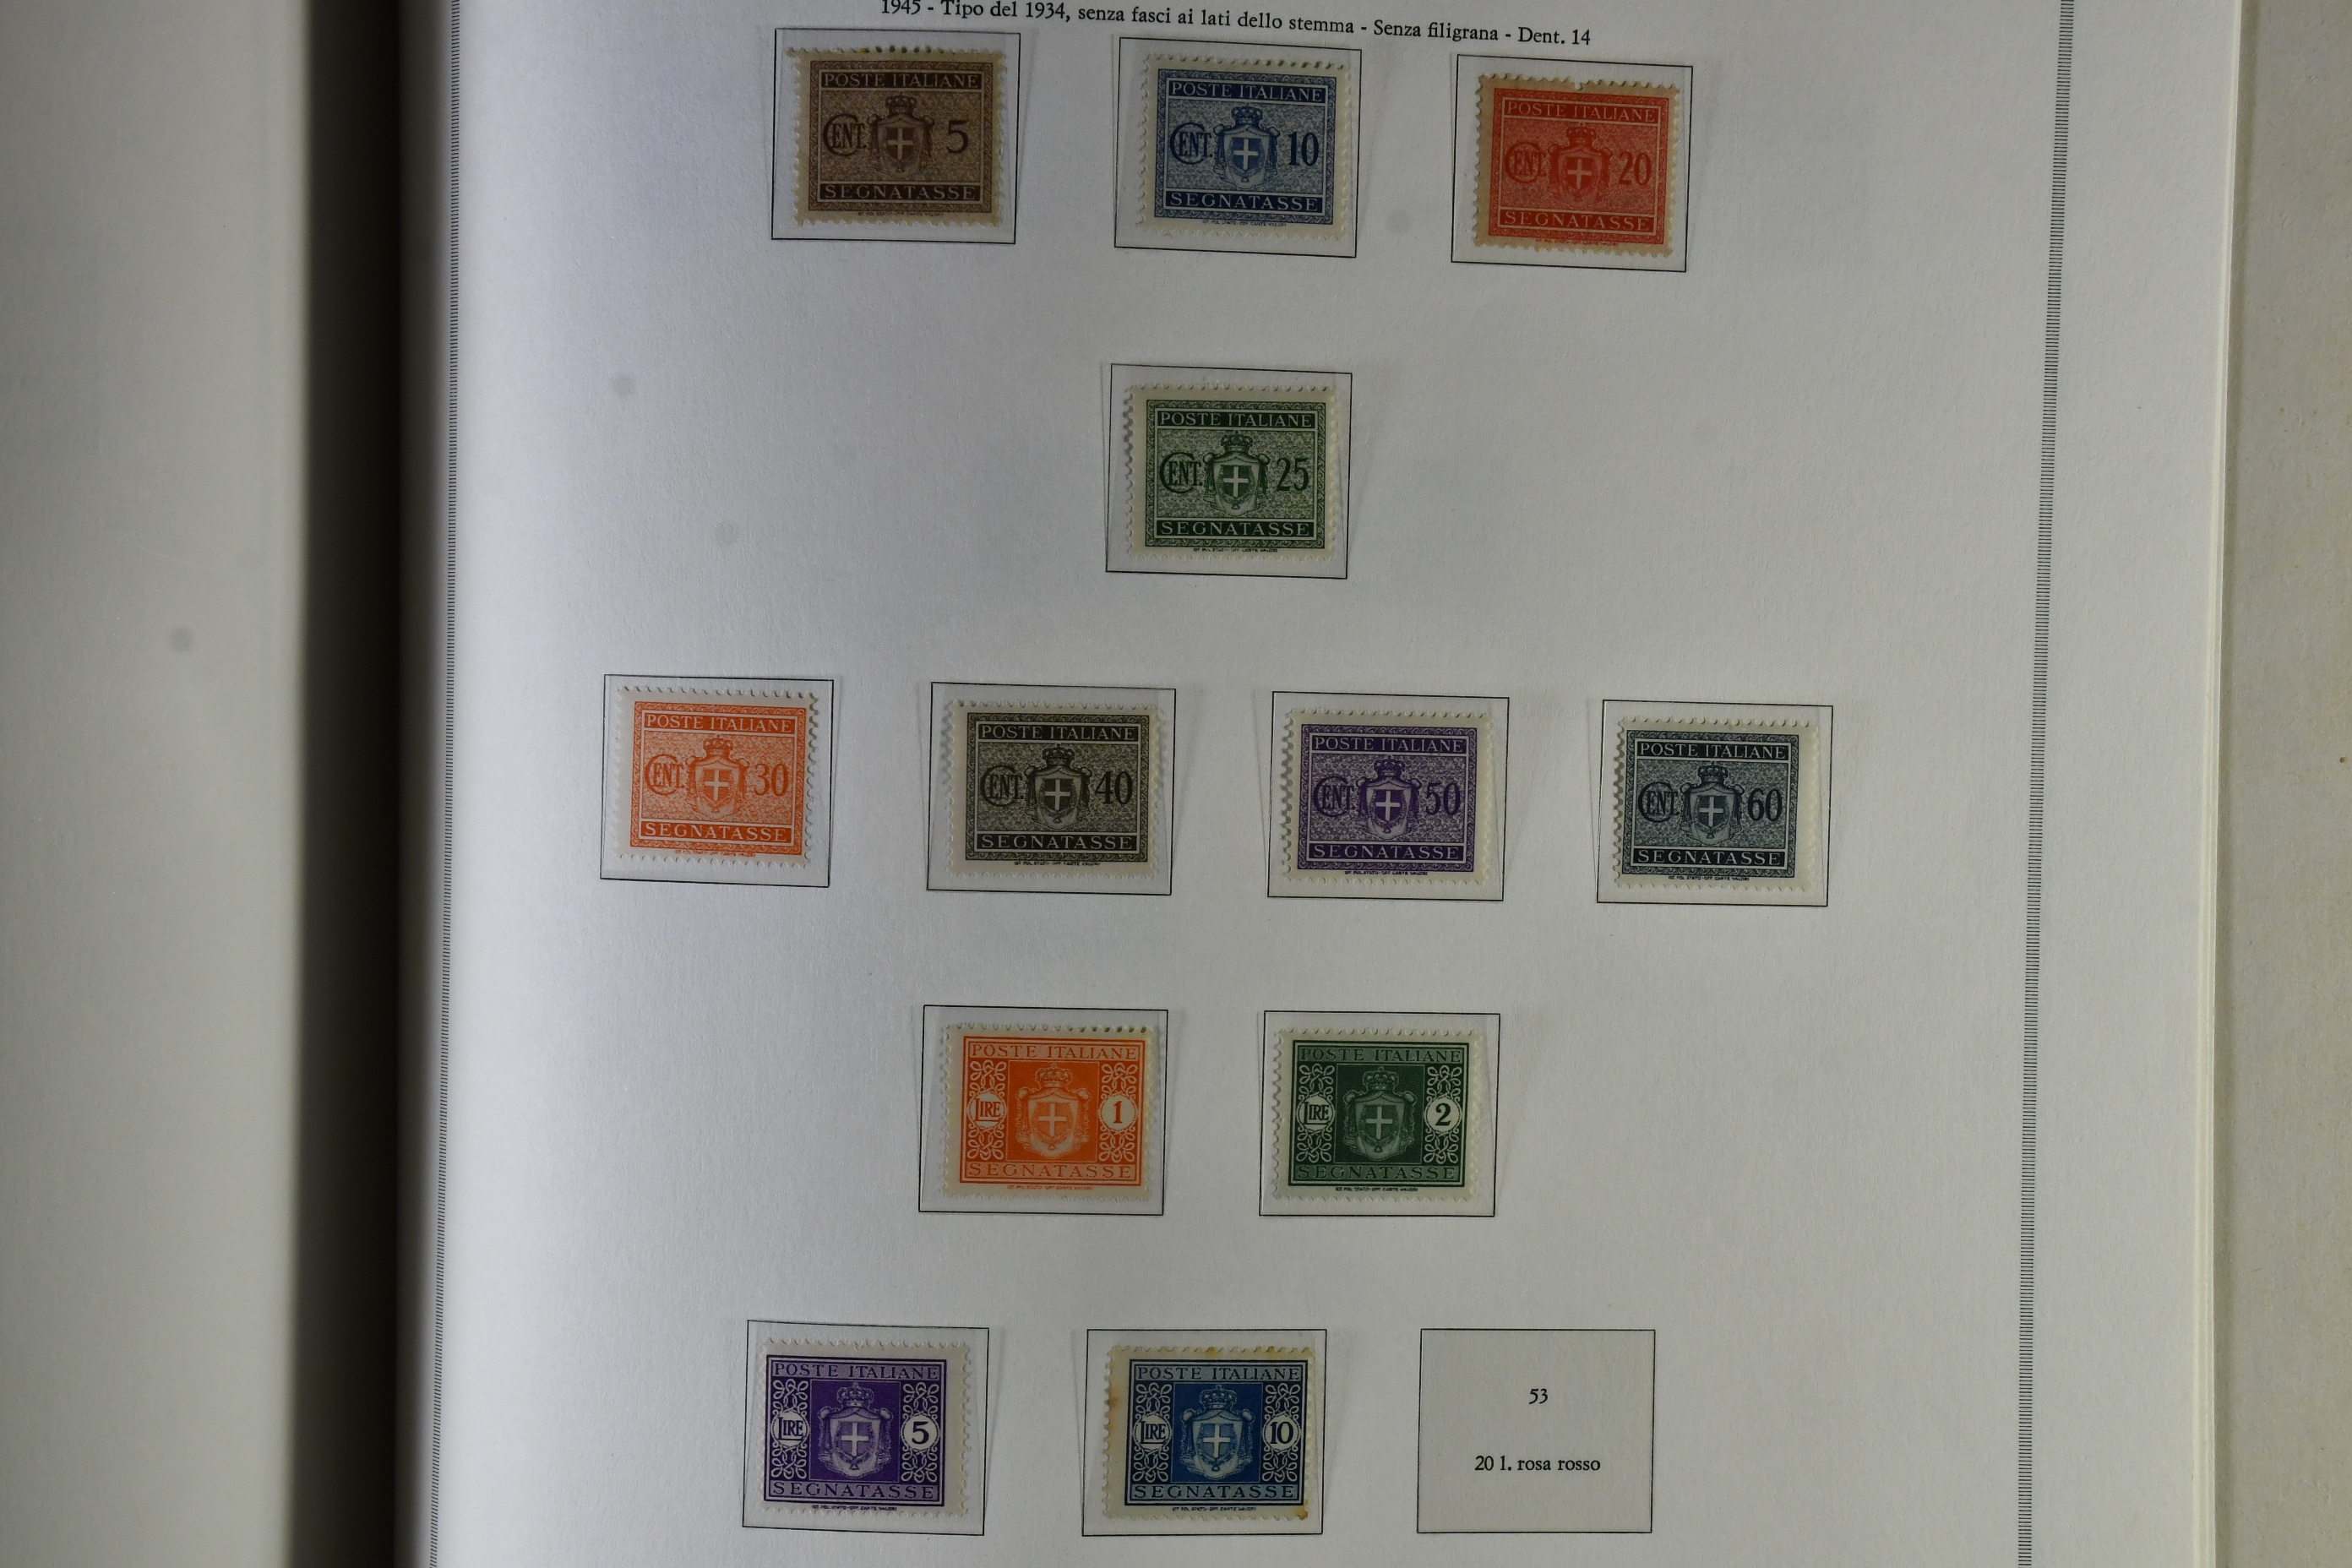 1945 - Tipo del 1934, senza fasci ai lati dello stemma - Senza filigrana - Dent. 14
POSTE ITALIANE
CENT. 5
SEGNATASSE
POSTE ITALIANE
CENT. 10
SEGNATASSE
POSTE ITALIANE
CENT 20
SEGNATASSE
POSTE ITALIANE
CENT. 25
SEGNATASSE
POSTE ITALIANE
CENT. 30
SEGNATASSE
POSTE ITALIANE
CENT. 40
SEGNATASSE
POSTE ITALIANE
CENT. 50
SEGNATASSE
POSTE ITALIANE
CENT. 60
SEGNATASSE
POSTE ITALIANE
LIRE 1
SEGNATASSE
POSTE ITALIANE
LIRE 2
SEGNATASSE
POSTE ITALIANE
LIRE 5
SEGNATASSE
POSTE ITALIANE
LIRE 10
SEGNATASSE
53
20 l. rosa rosso